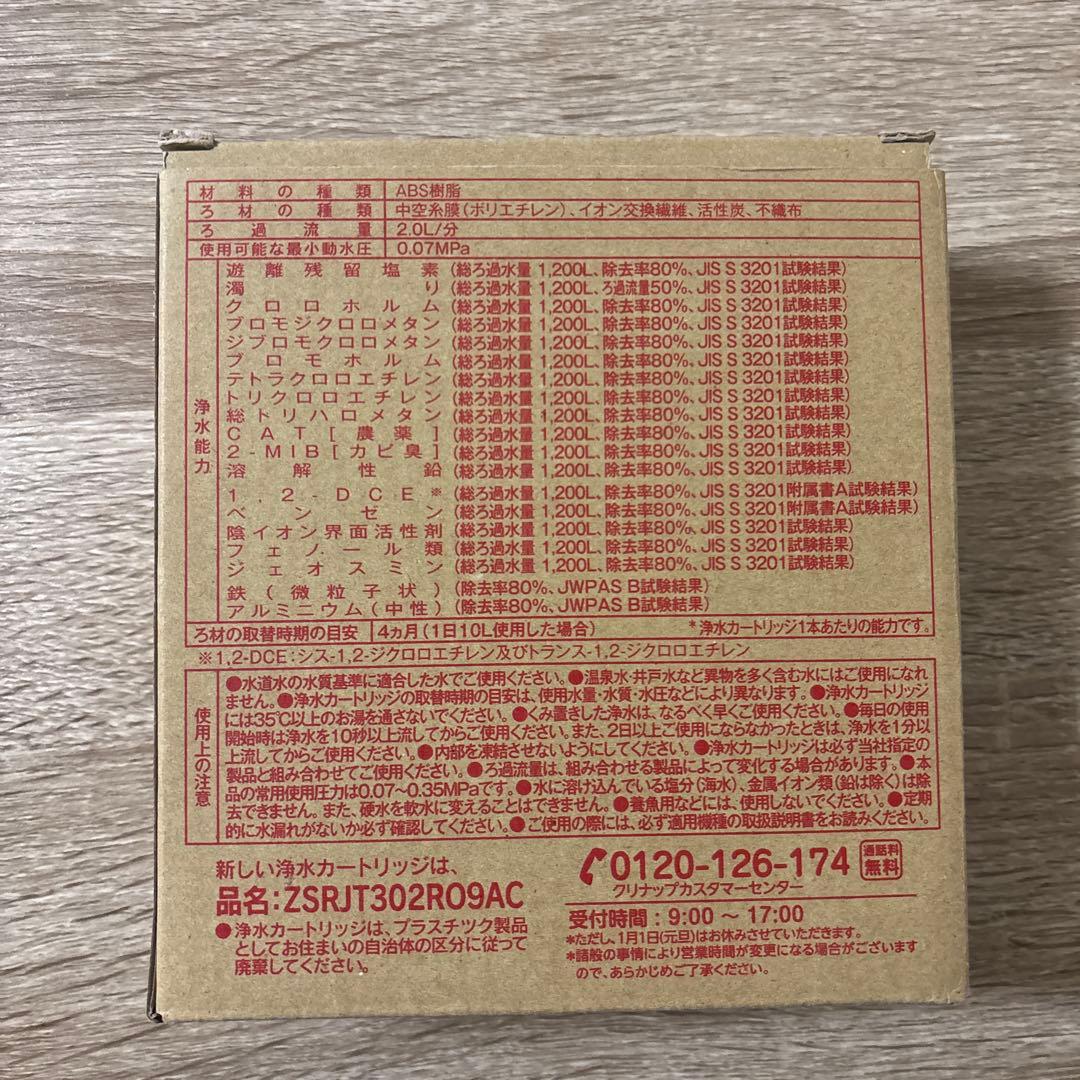 材料の種類 ABS樹脂
ろ材の種類 中空糸膜(ポリエチレン)、イオン交換繊維、活性炭、不織布
ろ過流量 2.0L/分
使用可能な最小動水圧 0.07MPa
浄水能力
遊離残留塩素 (総ろ過水量 1,200L、除去率80%、JIS S 3201試験結果)
濁り (総ろ過水量 1,200L、ろ過流量50%、JIS S 3201試験結果)
クロロホルム (総ろ過水量 1,200L、除去率80%、JIS S 3201試験結果)
ブロモジクロロメタン (総ろ過水量 1,200L、除去率80%、JIS S 3201試験結果)
ジブロモクロロメタン (総ろ過水量 1,200L、除去率80%、JIS S 3201試験結果)
ブロモホルム (総ろ過水量 1,200L、除去率80%、JIS S 3201試験結果)
テトラクロロエチレン (総ろ過水量 1,200L、除去率80%、JIS S 3201試験結果)
トリクロロエチレン (総ろ過水量 1,200L、除去率80%、JIS S 3201試験結果)
総トリハロメタン (総ろ過水量 1,200L、除去率80%、JIS S 3201試験結果)
CAT[農薬] (総ろ過水量 1,200L、除去率80%、JIS S 3201試験結果)
2-MIB[カビ臭] (総ろ過水量 1,200L、除去率80%、JIS S 3201試験結果)
溶解性鉛 (総ろ過水量 1,200L、除去率80%、JIS S 3201試験結果)
1,2-DCE※ (総ろ過水量 1,200L、除去率80%、JIS S 3201附属書A試験結果)
ベンゼン (総ろ過水量 1,200L、除去率80%、JIS S 3201附属書A試験結果)
陰イオン界面活性剤 (総ろ過水量 1,200L、除去率80%、JIS S 3201試験結果)
フェノール類 (総ろ過水量 1,200L、除去率80%、JIS S 3201試験結果)
ジェオスミン (総ろ過水量 1,200L、除去率80%、JIS S 3201試験結果)
鉄(微粒子状) (除去率80%、JWPAS B試験結果)
アルミニウム(中性) (除去率80%、JWPAS B試験結果)
ろ材の取替時期の目安 4ヵ月(1日10L使用した場合) *浄水カートリッジ1本あたりの能力です。
※1,2-DCE:シス-1,2-ジクロロエチレン及びトランス-1,2-ジクロロエチレン
使用上の注意
●水道水の水質基準に適合した水でご使用ください。●温泉水・井戸水など異物を多く含む水にはご使用になれ
ません。●浄水カートリッジの取替時期の目安は、使用水量・水質・水圧などにより異なります。●浄水カートリッジ
には35℃以上のお湯を通さないでください。●くみ置きした浄水は、なるべく早くご使用ください。●毎日の使用
開始時は浄水を10秒以上流してからご使用ください。また、2日以上ご使用にならなかったときは、浄水を1分以
上流してからご使用ください。●内部を凍結させないようにしてください。●浄水カートリッジは必ず当社指定の
製品と組み合わせてご使用ください。●ろ過流量は、組み合わせる製品によって変化する場合があります。●本
品の常用使用圧力は0.07〜0.35MPaです。●水に溶け込んでいる塩分(海水)、金属イオン類(鉛は除く)は除
去できません。また、硬水を軟水に変えることはできません。●養魚用などには、使用しないでください。●定期
的に水漏れがないか必ず確認してください。●ご使用の際には、必ず適用機種の取扱説明書をお読みください。
新しい浄水カートリッジは、
品名:ZSRJT302R09AC
●浄水カートリッジは、プラスチック製品
としてお住まいの自治体の区分に従って
廃棄してください。
0120-126-174 通話料無料
クリナップカスタマーセンター
受付時間:9:00 〜 17:00
*ただし、1月1日(元旦)はお休みさせていただきます。
*諸般の事情により営業時間が変更になる場合がございます
ので、あらかじめご了承ください。